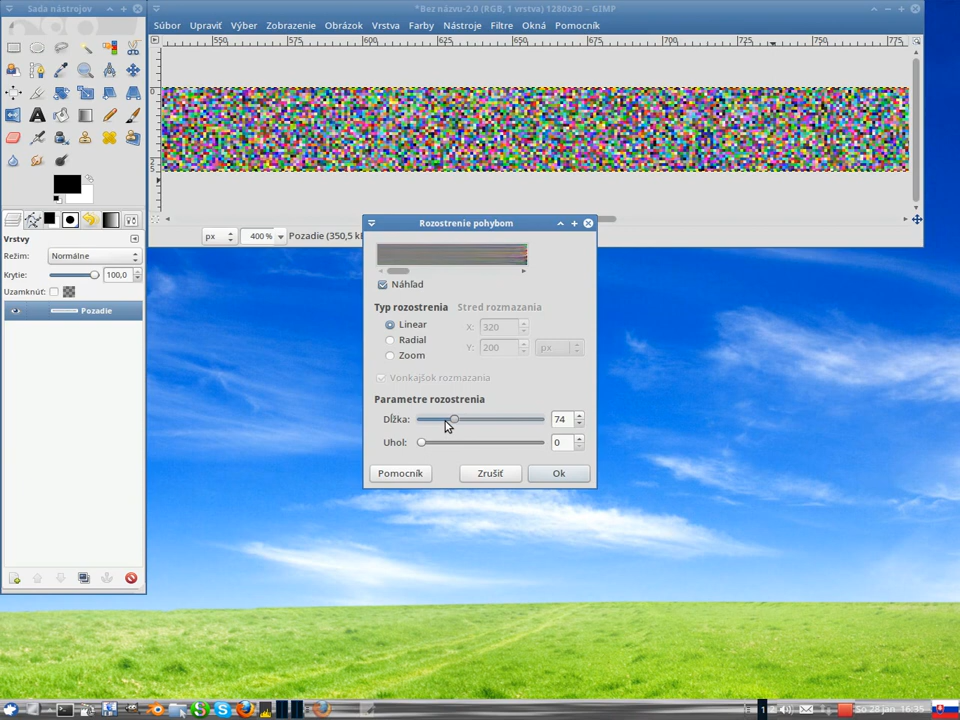 Sada nástrojov
*Bez názvu-2.0 (RGB, 1 vrstva) 1280x30 – GIMP
Súbor Upraviť Výber Zobrazenie Obrázok Vrstva Farby Nástroje Filtre Okná Pomocník
550 575 600 625 650 675 700 725 750 775
0
px 400 % Pozadie (350,5 kB
Vrstvy
Režim: Normálne
Krytie: 100,0
Uzamknúť:
Pozadie
Rozostrenie pohybom
Náhľad
Typ rozostrenia Stred rozmazania
Linear X: 320
Radial Y: 200 px
Zoom
Vonkajšok rozmazania
Parametre rozostrenia
Dĺžka: 74
Uhol: 0
Pomocník Zrušiť Ok
So 28 jan, 16:35